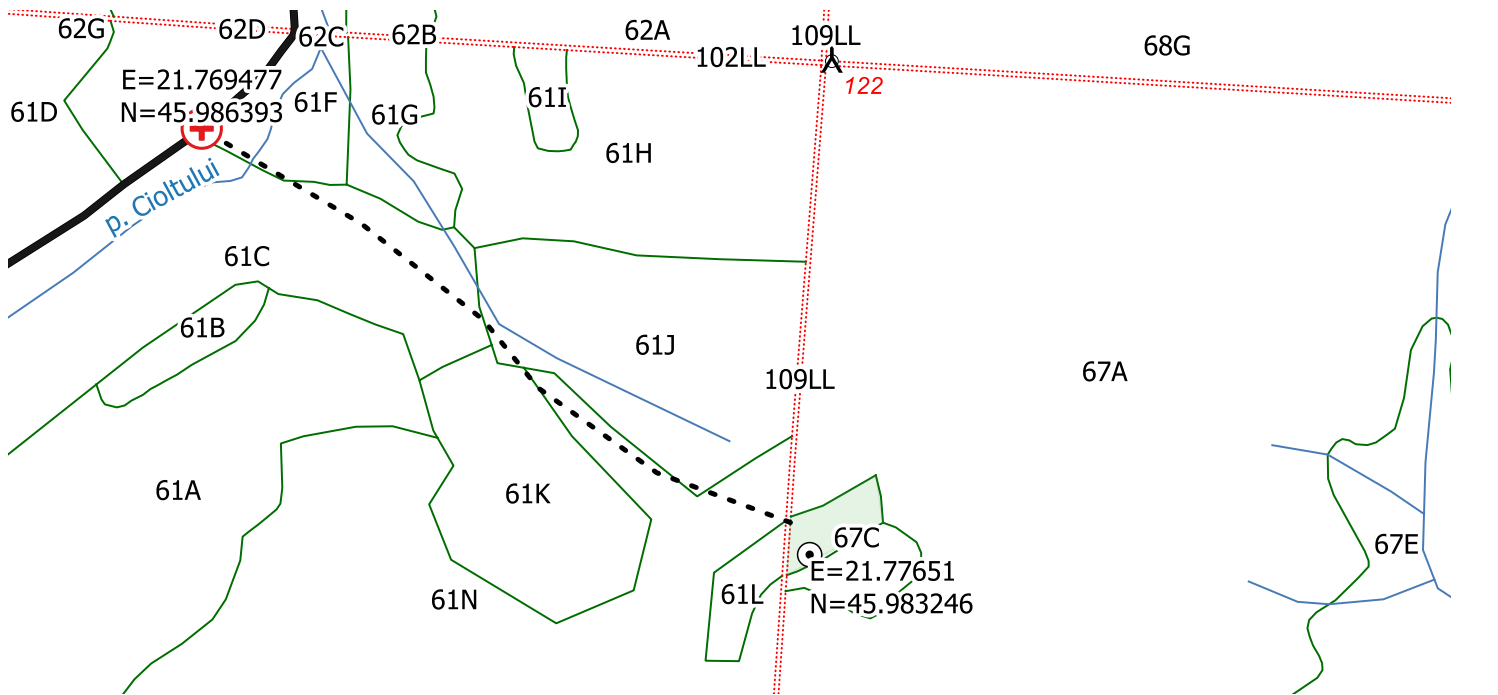 62G
62D
62C
62B
62A
109LL
102LL
68G
122
E=21.769477
N=45.986393
61D
61F
61G
61I
61H
p. Cioltului
61C
61B
61J
109LL
67A
61A
61K
67C
67E
E=21.77651
N=45.983246
61L
61N